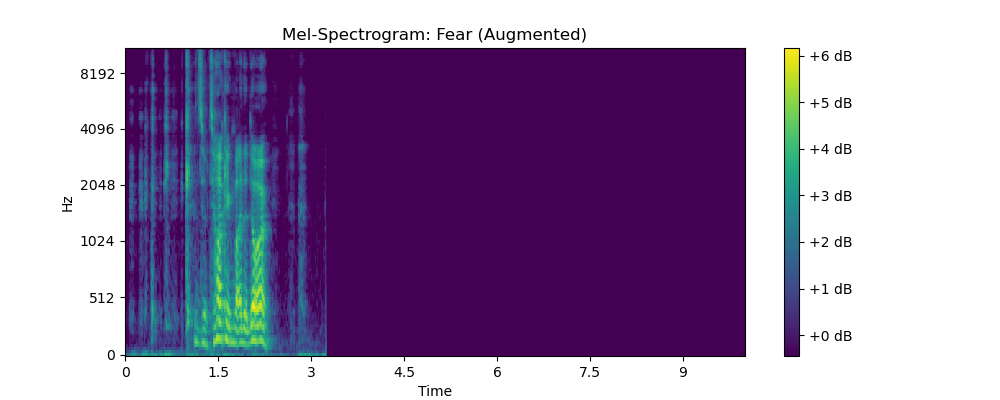 Mel-Spectrogram: Fear (Augmented)
8192
4096
2048
1024
512
0
Hz
0 1.5 3 4.5 6 7.5 9
Time
+6 dB
+5 dB
+4 dB
+3 dB
+2 dB
+1 dB
+0 dB